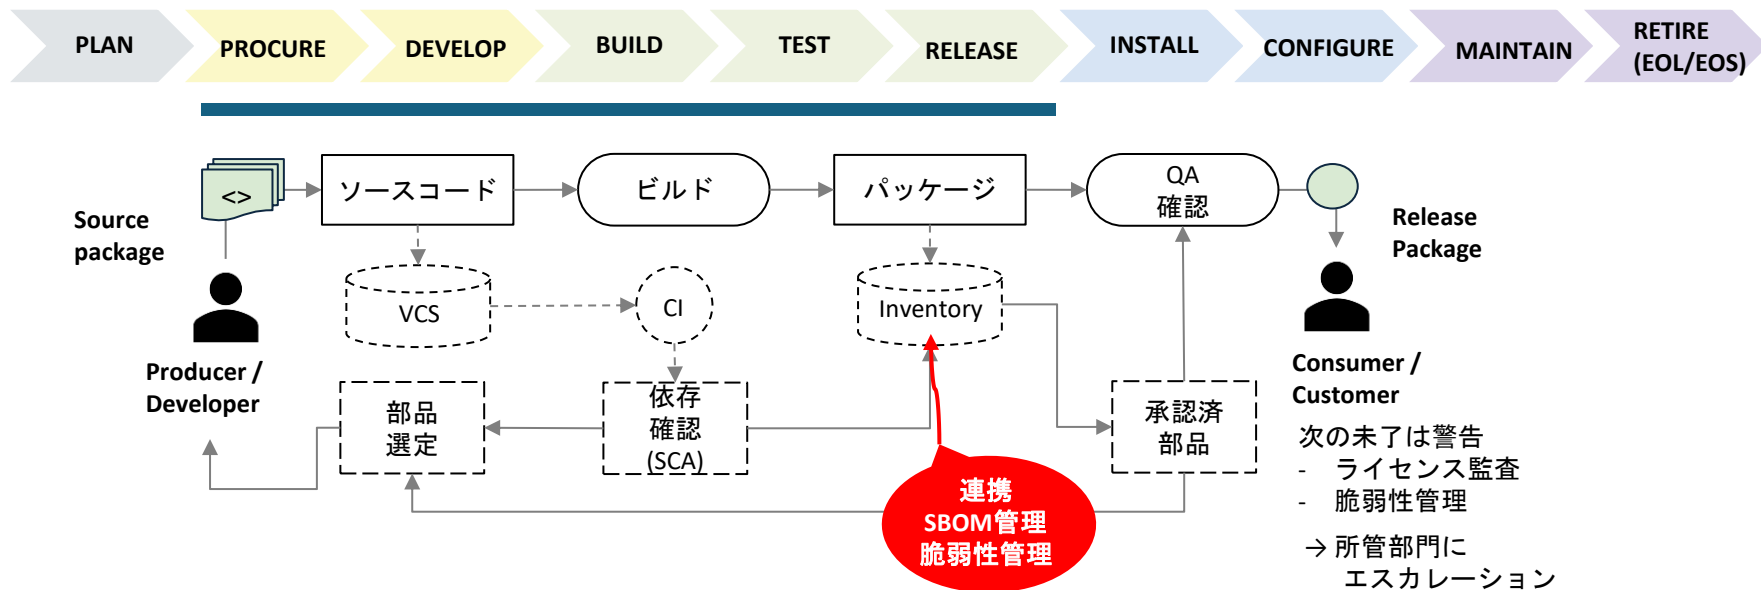 PLAN
PROCURE
DEVELOP
BUILD
TEST
RELEASE
INSTALL
CONFIGURE
MAINTAIN
RETIRE
(EOL/EOS)
Source
package
<>
ソースコード
ビルド
パッケージ
QA
確認
Release
Package
VCS
CI
Inventory
Producer /
Developer
部品
選定
依存
確認
(SCA)
承認済
部品
Consumer /
Customer
次の未了は警告
- ライセンス監査
- 脆弱性管理
→ 所管部門に
エスカレーション
連携
SBOM管理
脆弱性管理